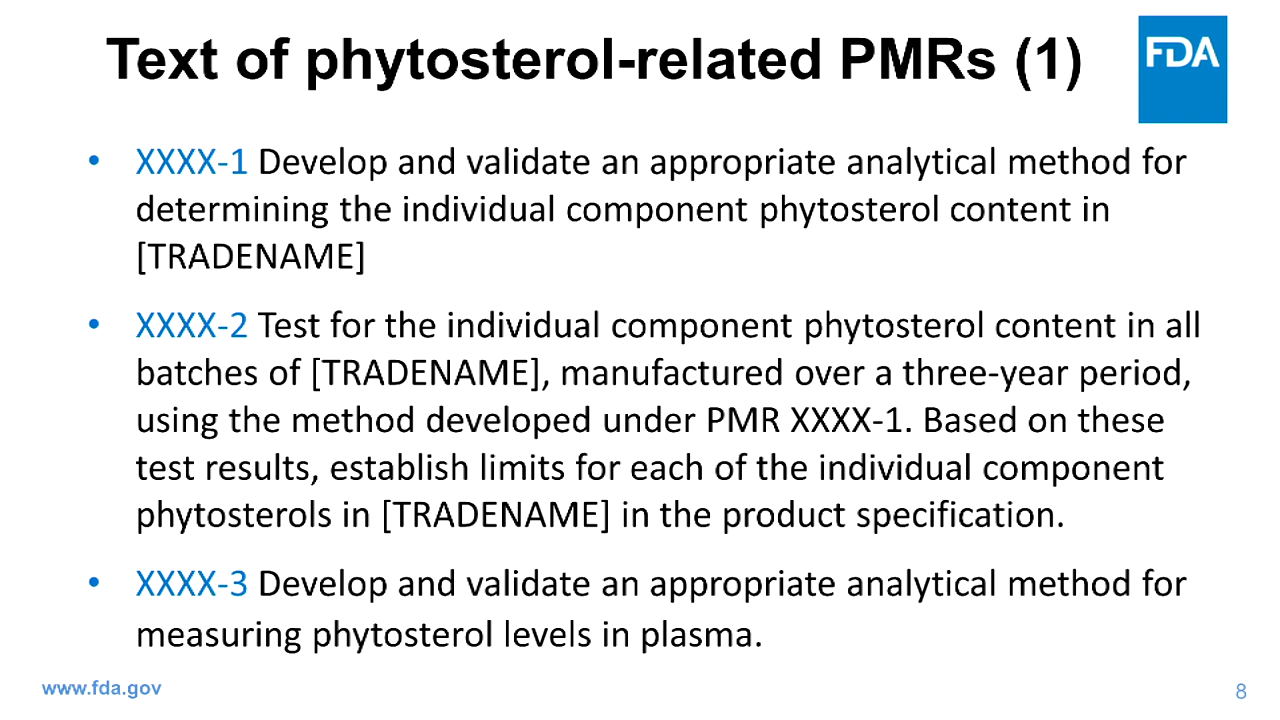 Text of phytosterol-related PMRs (1)
FDA
• XXXX-1 Develop and validate an appropriate analytical method for
determining the individual component phytosterol content in
[TRADENAME]
• XXXX-2 Test for the individual component phytosterol content in all
batches of [TRADENAME], manufactured over a three-year period,
using the method developed under PMR XXXX-1. Based on these
test results, establish limits for each of the individual component
phytosterols in [TRADENAME] in the product specification.
• XXXX-3 Develop and validate an appropriate analytical method for
measuring phytosterol levels in plasma.
www.fda.gov
8